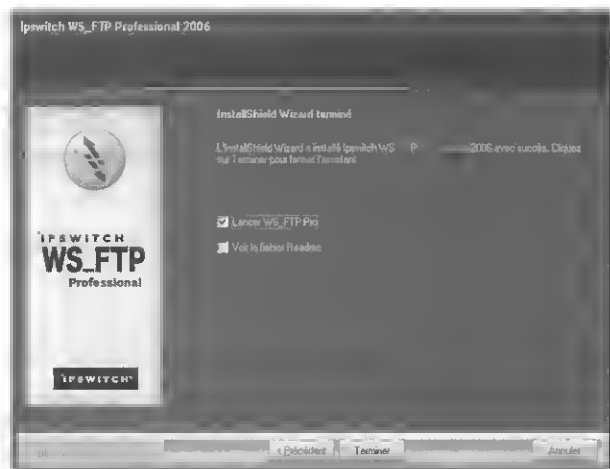 Ipswitch WS_FTP Professional 2006
InstallShield Wizard terminé
L'InstallShield Wizard a installé Ipswitch WS P 2006 avec succès. Cliquez
sur Terminer pour fermer l'assistant.
Lancer WS_FTP Pro
Voir le fichier Readme
IPSWITCH
WS_FTP
Professional
IPSWITCH
< Précédent
Terminer
Annuler